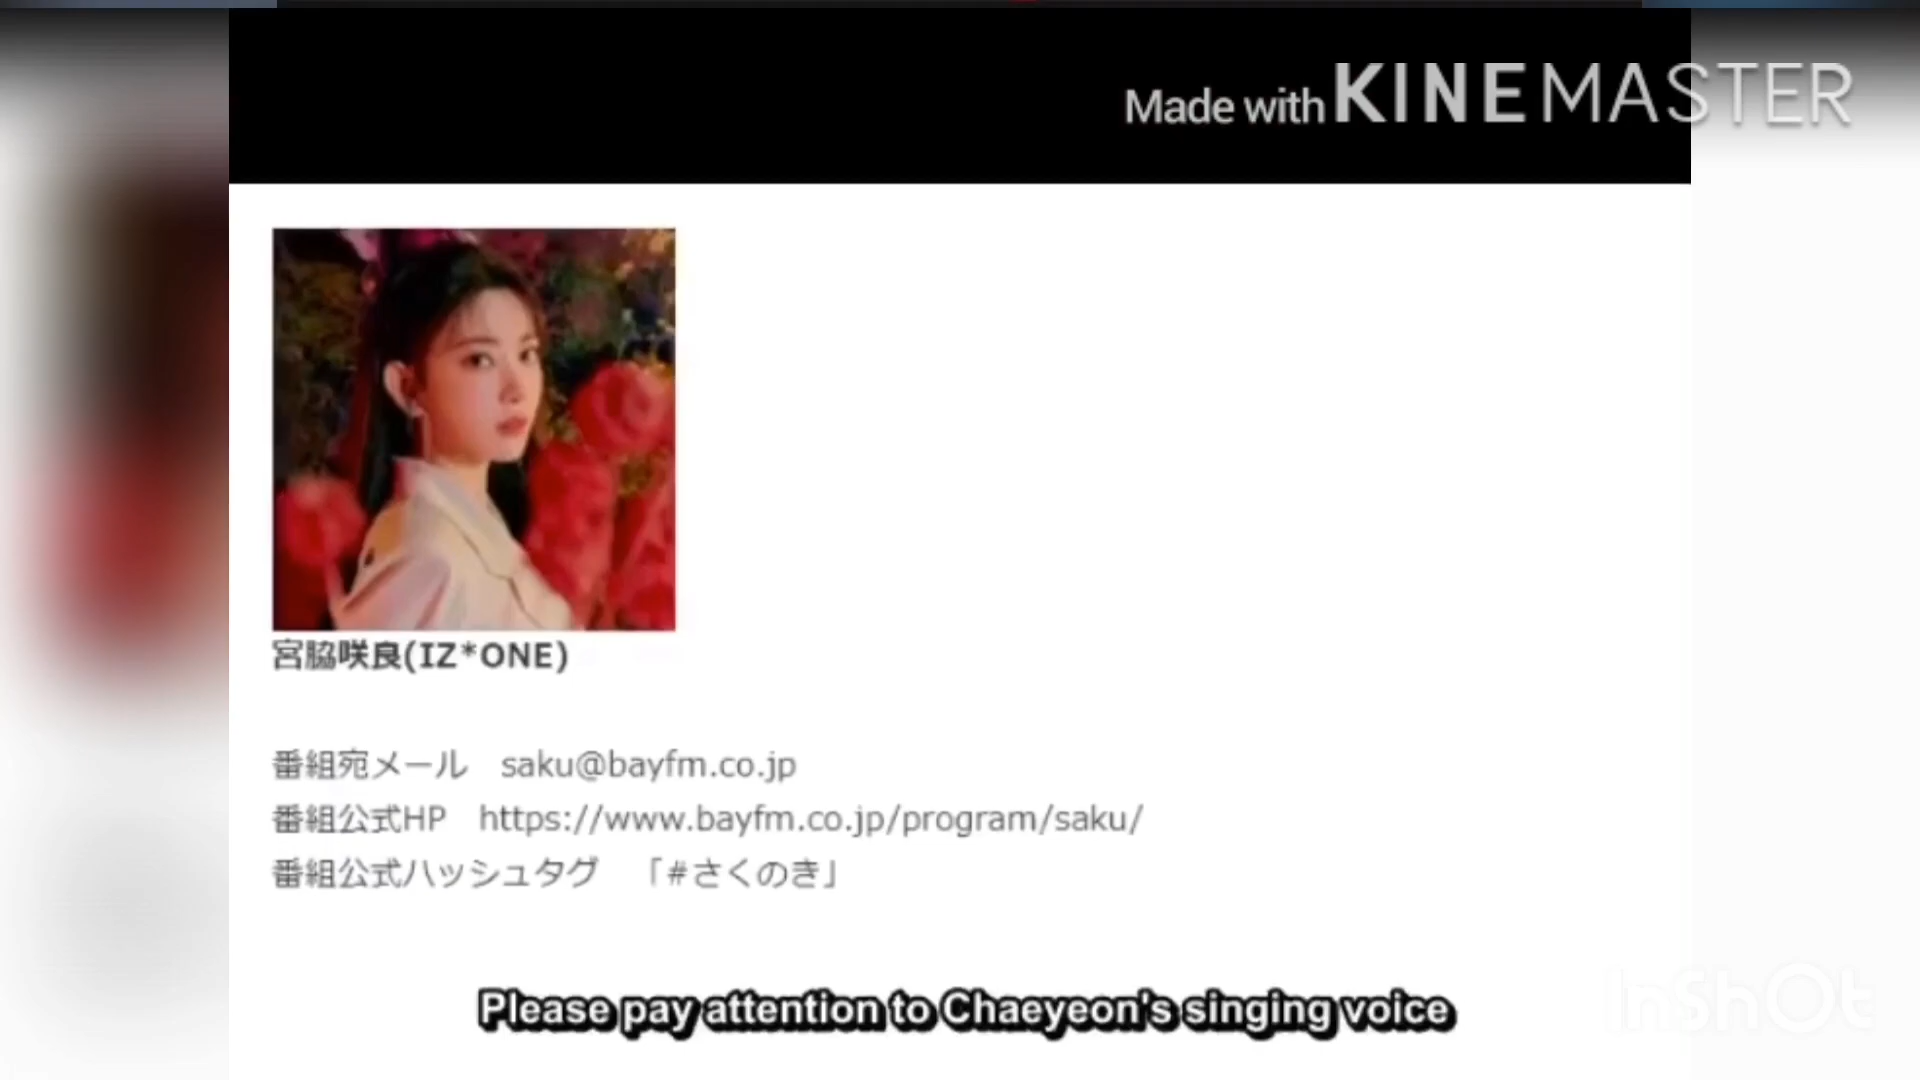 Made with KINEMASTER
宮脇咲良(IZ*ONE)
番組宛メール　saku@bayfm.co.jp
番組公式HP　https://www.bayfm.co.jp/program/saku/
番組公式ハッシュタグ　「#さくのき」
Please pay attention to Chaeyeon's singing voice
InShOt